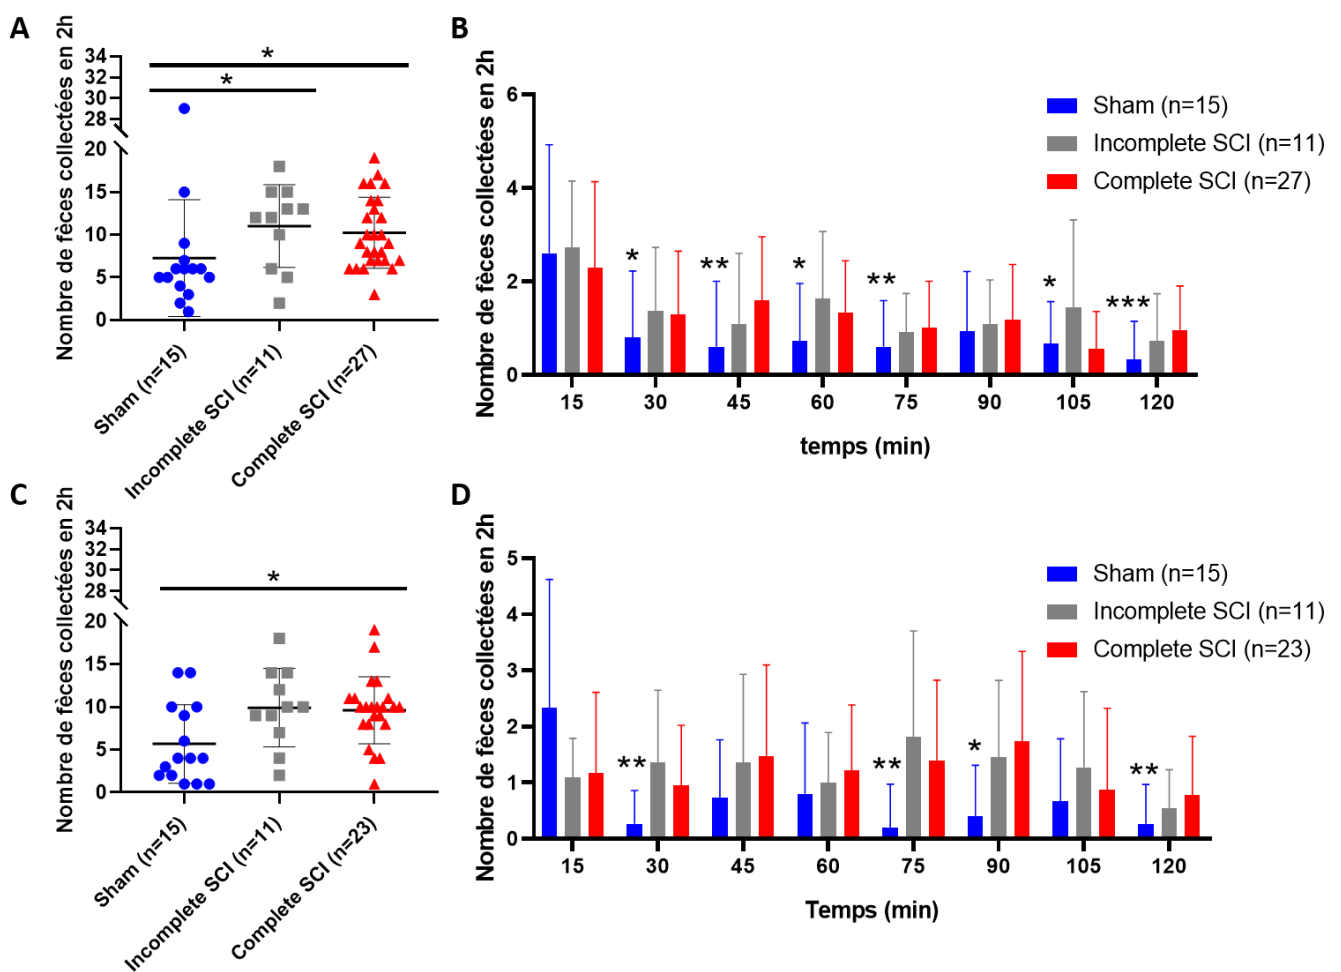 A
Nombre de fèces collectées en 2h
34
32
30
28
20
15
10
5
0
*
*
Sham (n=15)
Incomplete SCI (n=11)
Complete SCI (n=27)
B
Nombre de fèces collectées en 2h
6
4
2
0
* ** * ** * ***
15 30 45 60 75 90 105 120
temps (min)
Sham (n=15)
Incomplete SCI (n=11)
Complete SCI (n=27)
C
Nombre de fèces collectées en 2h
34
32
30
28
20
15
10
5
0
*
Sham (n=15)
Incomplete SCI (n=11)
Complete SCI (n=23)
D
Nombre de fèces collectées en 2h
5
4
3
2
1
0
** ** * **
15 30 45 60 75 90 105 120
Temps (min)
Sham (n=15)
Incomplete SCI (n=11)
Complete SCI (n=23)